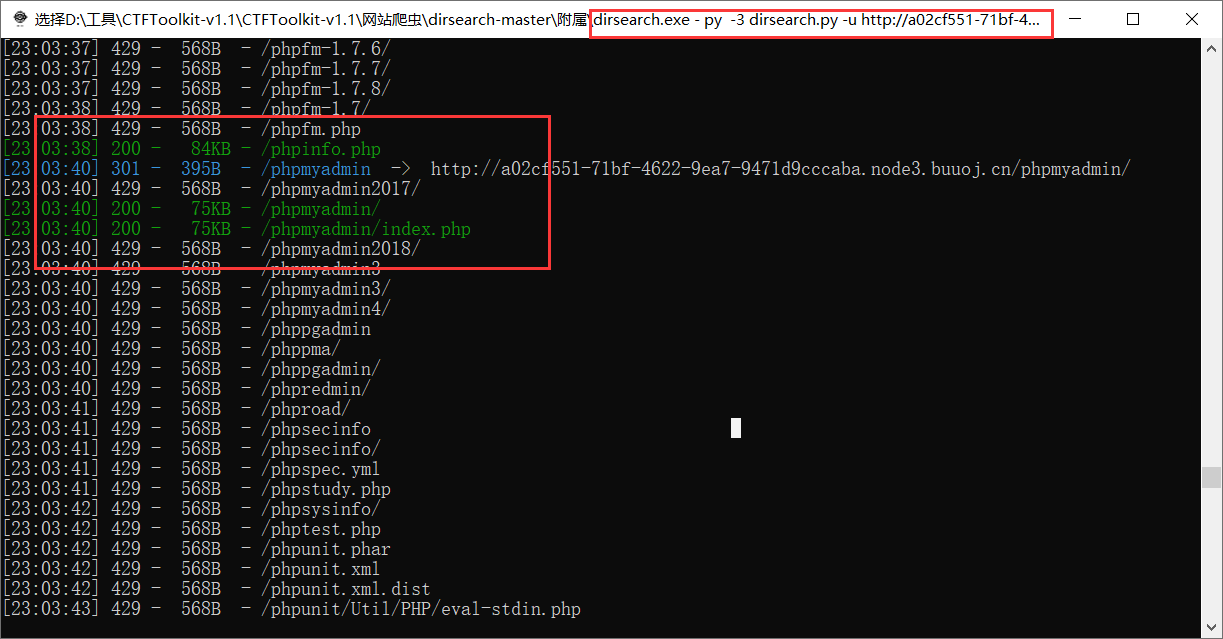 选择D:\工具\CTFToolkit-v1.1\CTFToolkit-v1.1\网站爬虫\dirsearch-master\附属\dirsearch.exe - py  -3 dirsearch.py -u http://a02cf551-71bf-4...
[23:03:37] 429 -  568B  - /phpfm-1.7.6/
[23:03:37] 429 -  568B  - /phpfm-1.7.7/
[23:03:37] 429 -  568B  - /phpfm-1.7.8/
[23:03:38] 429 -  568B  - /phpfm-1.7/
[23:03:38] 429 -  568B  - /phpfm.php
[23:03:38] 200 -   84KB - /phpinfo.php
[23:03:40] 301 -  395B  - /phpmyadmin  ->  http://a02cf551-71bf-4622-9ea7-9471d9cccaba.node3.buuoj.cn/phpmyadmin/
[23:03:40] 429 -  568B  - /phpmyadmin2017/
[23:03:40] 200 -   75KB - /phpmyadmin/
[23:03:40] 200 -   75KB - /phpmyadmin/index.php
[23:03:40] 429 -  568B  - /phpmyadmin2018/
[23:03:40] 429 -  568B  - /phpmyadmin3
[23:03:40] 429 -  568B  - /phpmyadmin3/
[23:03:40] 429 -  568B  - /phpmyadmin4/
[23:03:40] 429 -  568B  - /phppgadmin
[23:03:40] 429 -  568B  - /phppma/
[23:03:40] 429 -  568B  - /phppgadmin/
[23:03:40] 429 -  568B  - /phpredmin/
[23:03:41] 429 -  568B  - /phproad/
[23:03:41] 429 -  568B  - /phpsecinfo
[23:03:41] 429 -  568B  - /phpsecinfo/
[23:03:41] 429 -  568B  - /phpspec.yml
[23:03:41] 429 -  568B  - /phpstudy.php
[23:03:42] 429 -  568B  - /phpsysinfo/
[23:03:42] 429 -  568B  - /phptest.php
[23:03:42] 429 -  568B  - /phpunit.phar
[23:03:42] 429 -  568B  - /phpunit.xml
[23:03:42] 429 -  568B  - /phpunit.xml.dist
[23:03:43] 429 -  568B  - /phpunit/Util/PHP/eval-stdin.php